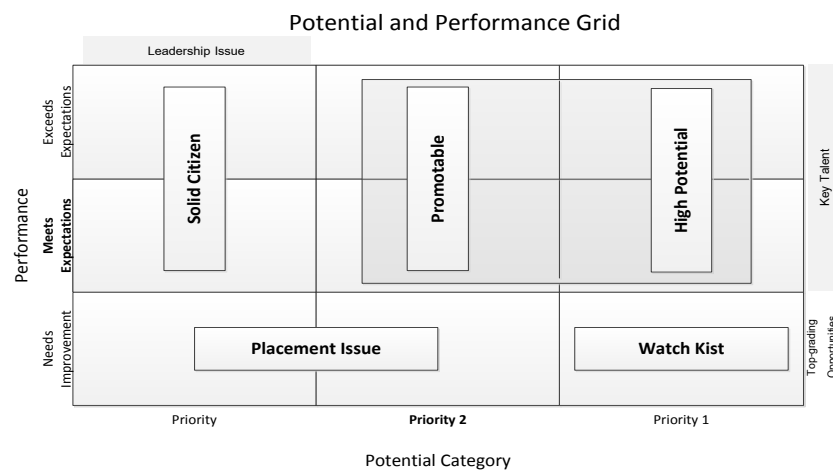 Potential and Performance Grid
Leadership Issue
Exceeds
Expectations
Solid Citizen
Promotable
High Potential
Key Talent
Performance
Meets
Expectations
Needs
Improvement
Placement Issue
Watch Kist
Top-grading
Opportunifies
Priority
Priority 2
Priority 1
Potential Category